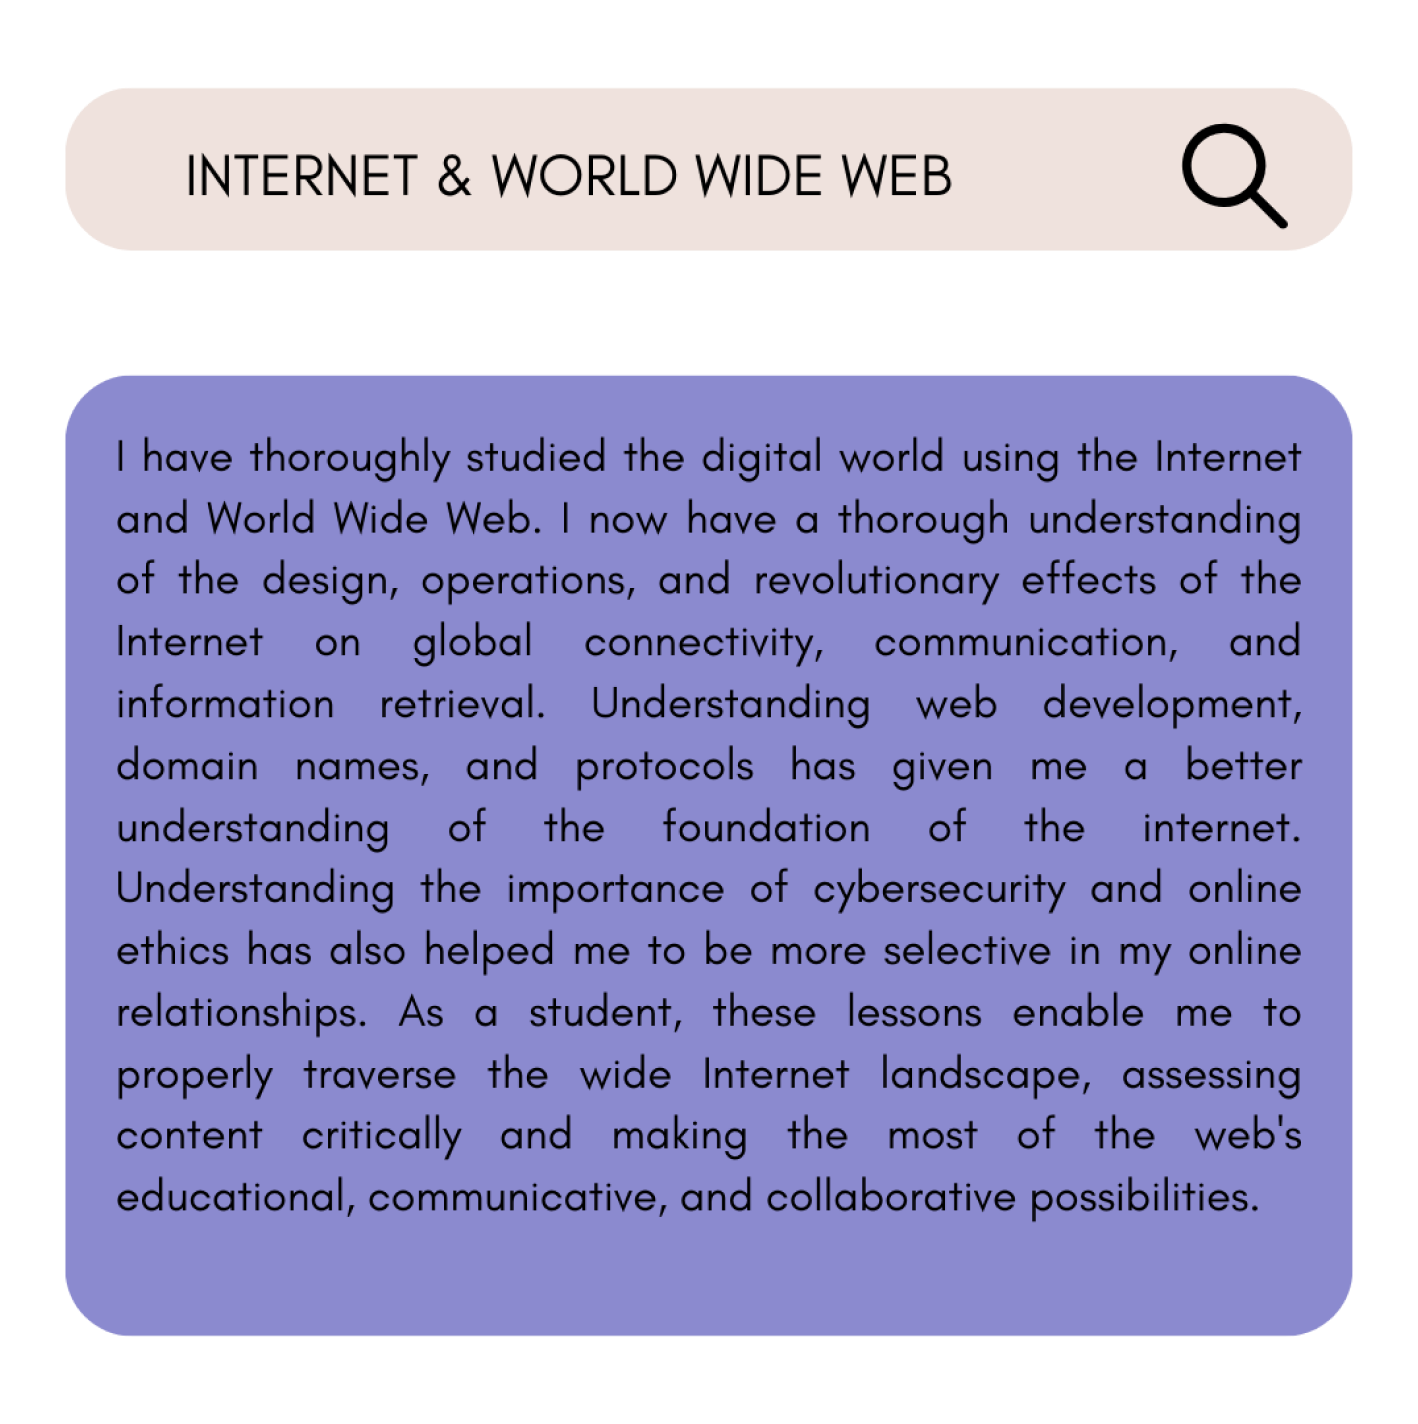 INTERNET & WORLD WIDE WEB
I have thoroughly studied the digital world using the Internet
and World Wide Web. I now have a thorough understanding
of the design, operations, and revolutionary effects of the
Internet on global connectivity, communication, and
information retrieval. Understanding web development,
domain names, and protocols has given me a better
understanding of the foundation of the internet.
Understanding the importance of cybersecurity and online
ethics has also helped me to be more selective in my online
relationships. As a student, these lessons enable me to
properly traverse the wide Internet landscape, assessing
content critically and making the most of the web's
educational, communicative, and collaborative possibilities.